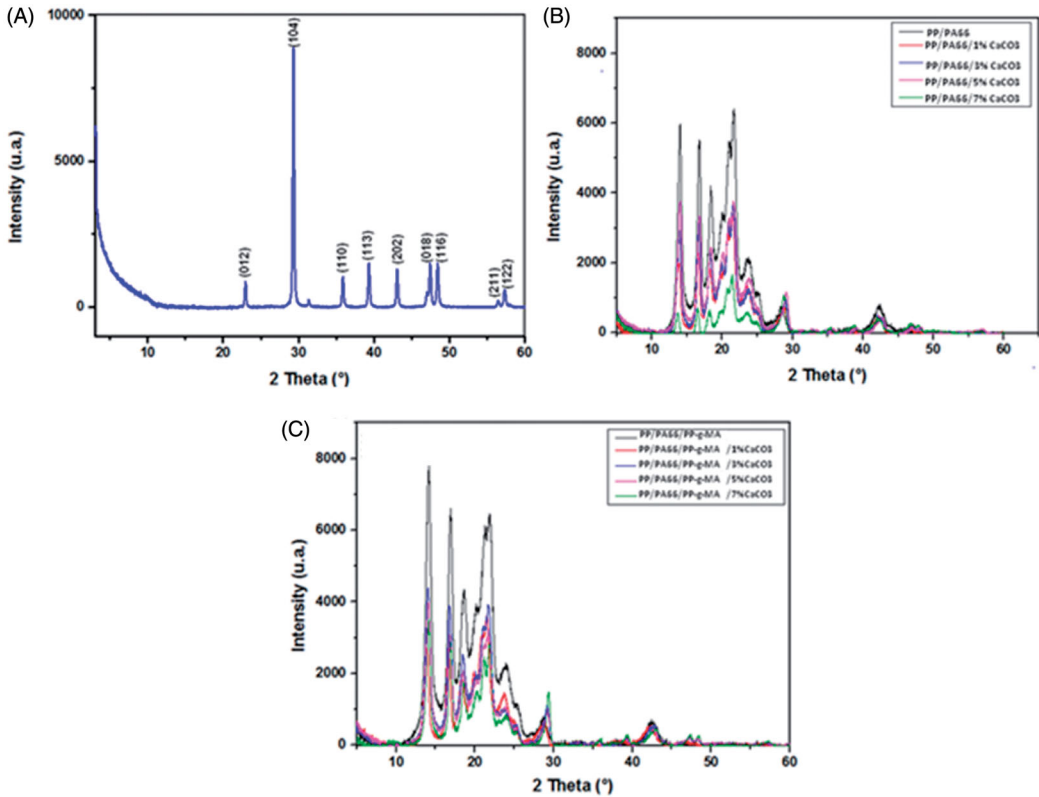 (A)
10000
5000
0
Intensity (u.a.)
(012)
(104)
(110)
(113)
(202)
(018)
(116)
(211)
(122)
10 20 30 40 50 60
2 Theta (°)
(B)
8000
6000
4000
2000
0
Intensity (u.a.)
PP/PA66
PP/PA66/1% CaCO3
PP/PA66/3% CaCO3
PP/PA66/5% CaCO3
PP/PA66/7% CaCO3
10 20 30 40 50 60
2 Theta (°)
(C)
8000
6000
4000
2000
0
Intensity (u.a.)
PP/PA66/PP-g-MA
PP/PA66/PP-g-MA /1%CaCO3
PP/PA66/PP-g-MA /3%CaCO3
PP/PA66/PP-g-MA /5%CaCO3
PP/PA66/PP-g-MA /7%CaCO3
10 20 30 40 50 60
2 Theta (°)